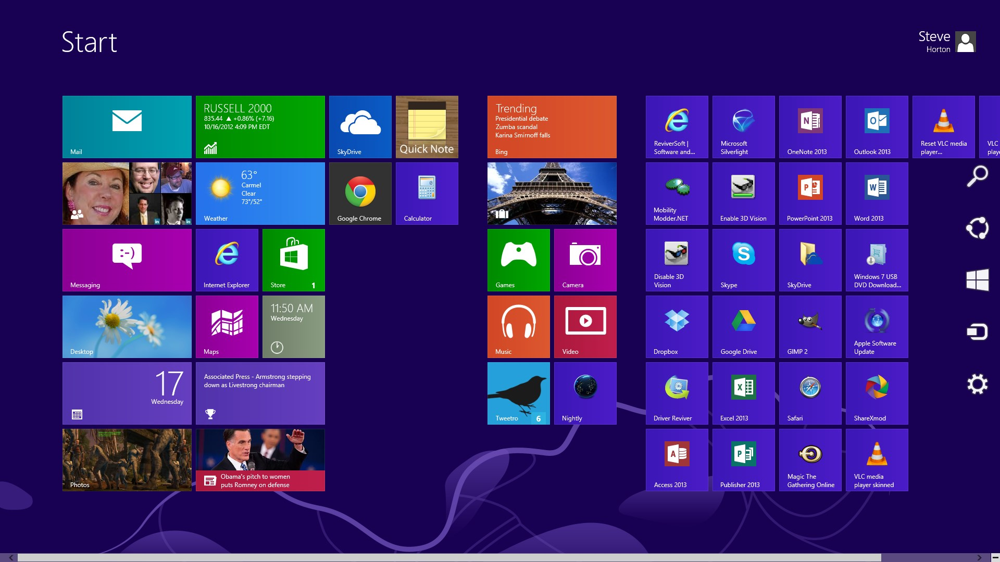 Start
Steve
Horton
Mail
RUSSELL 2000
835.44 ▲ +0.86% (+7.16)
10/16/2012 4:09 PM EDT
SkyDrive
Quick Note
Weather
63°
Carmel
Clear
73°/52°
Google Chrome
Calculator
Messaging
Internet Explorer
Store
1
Desktop
Maps
11:50 AM
Wednesday
17
Wednesday
Associated Press - Armstrong stepping
down as Livestrong chairman
Photos
Obama's pitch to women
puts Romney on defense
Trending
Presidential debate
Zumba scandal
Karina Smirnoff falls
Bing
Games
Camera
Music
Video
Tweetro
6
Nightly
ReviverSoft |
Software and...
Microsoft
Silverlight
OneNote 2013
Outlook 2013
Reset VLC media
player...
VLC
Mobility
Modder.NET
Enable 3D Vision
PowerPoint 2013
Word 2013
Disable 3D
Vision
Skype
SkyDrive
Windows 7 USB
DVD Download...
Dropbox
Google Drive
GIMP 2
Apple Software
Update
Driver Reviver
Excel 2013
Safari
ShareXmod
Access 2013
Publisher 2013
Magic The
Gathering Online
VLC media
player skinned